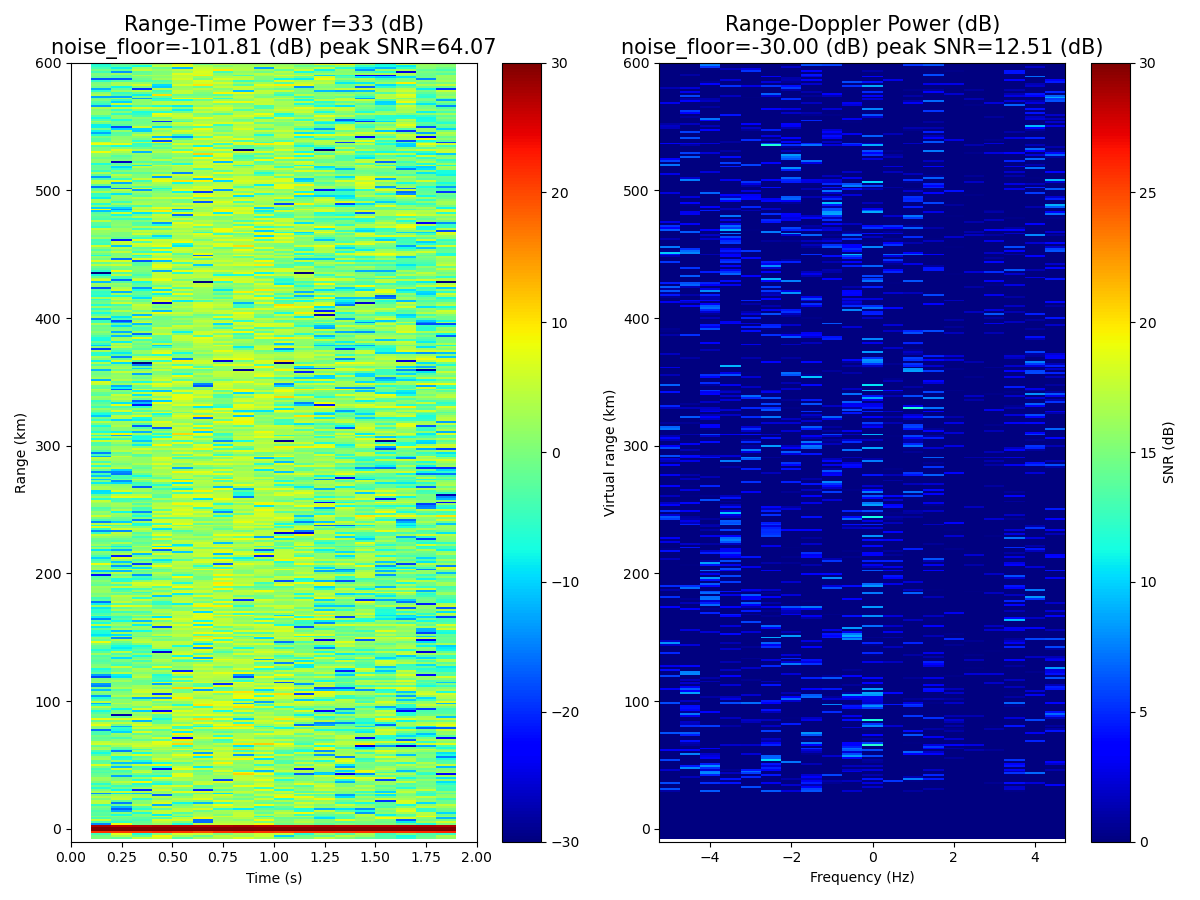 Range-Time Power f=33 (dB)
noise_floor=-101.81 (dB) peak SNR=64.07
Range-Doppler Power (dB)
noise_floor=-30.00 (dB) peak SNR=12.51 (dB)
600
500
400
300
200
100
0
Range (km)
0.00 0.25 0.50 0.75 1.00 1.25 1.50 1.75 2.00
Time (s)
30
20
10
0
−10
−20
−30
600
500
400
300
200
100
0
Virtual range (km)
−4 −2 0 2 4
Frequency (Hz)
30
25
20
15
10
5
0
SNR (dB)